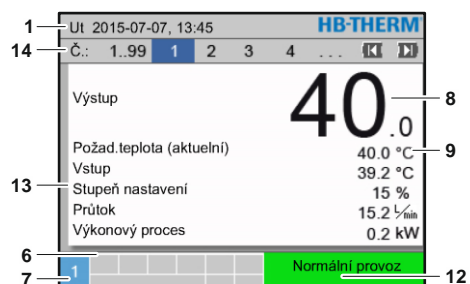 1 Ut 2015-07-07, 13:45 HB-THERM
14 Č.: 1..99 1 2 3 4 ...
Výstup 40.0 8
Požad.teplota (aktuelní) 40.0 °C 9
Vstup 39.2 °C
13 Stupeň nastavení 15 %
Průtok 15.2 L/min
Výkonový proces 0.2 kW
6
7 1 Normální provoz 12